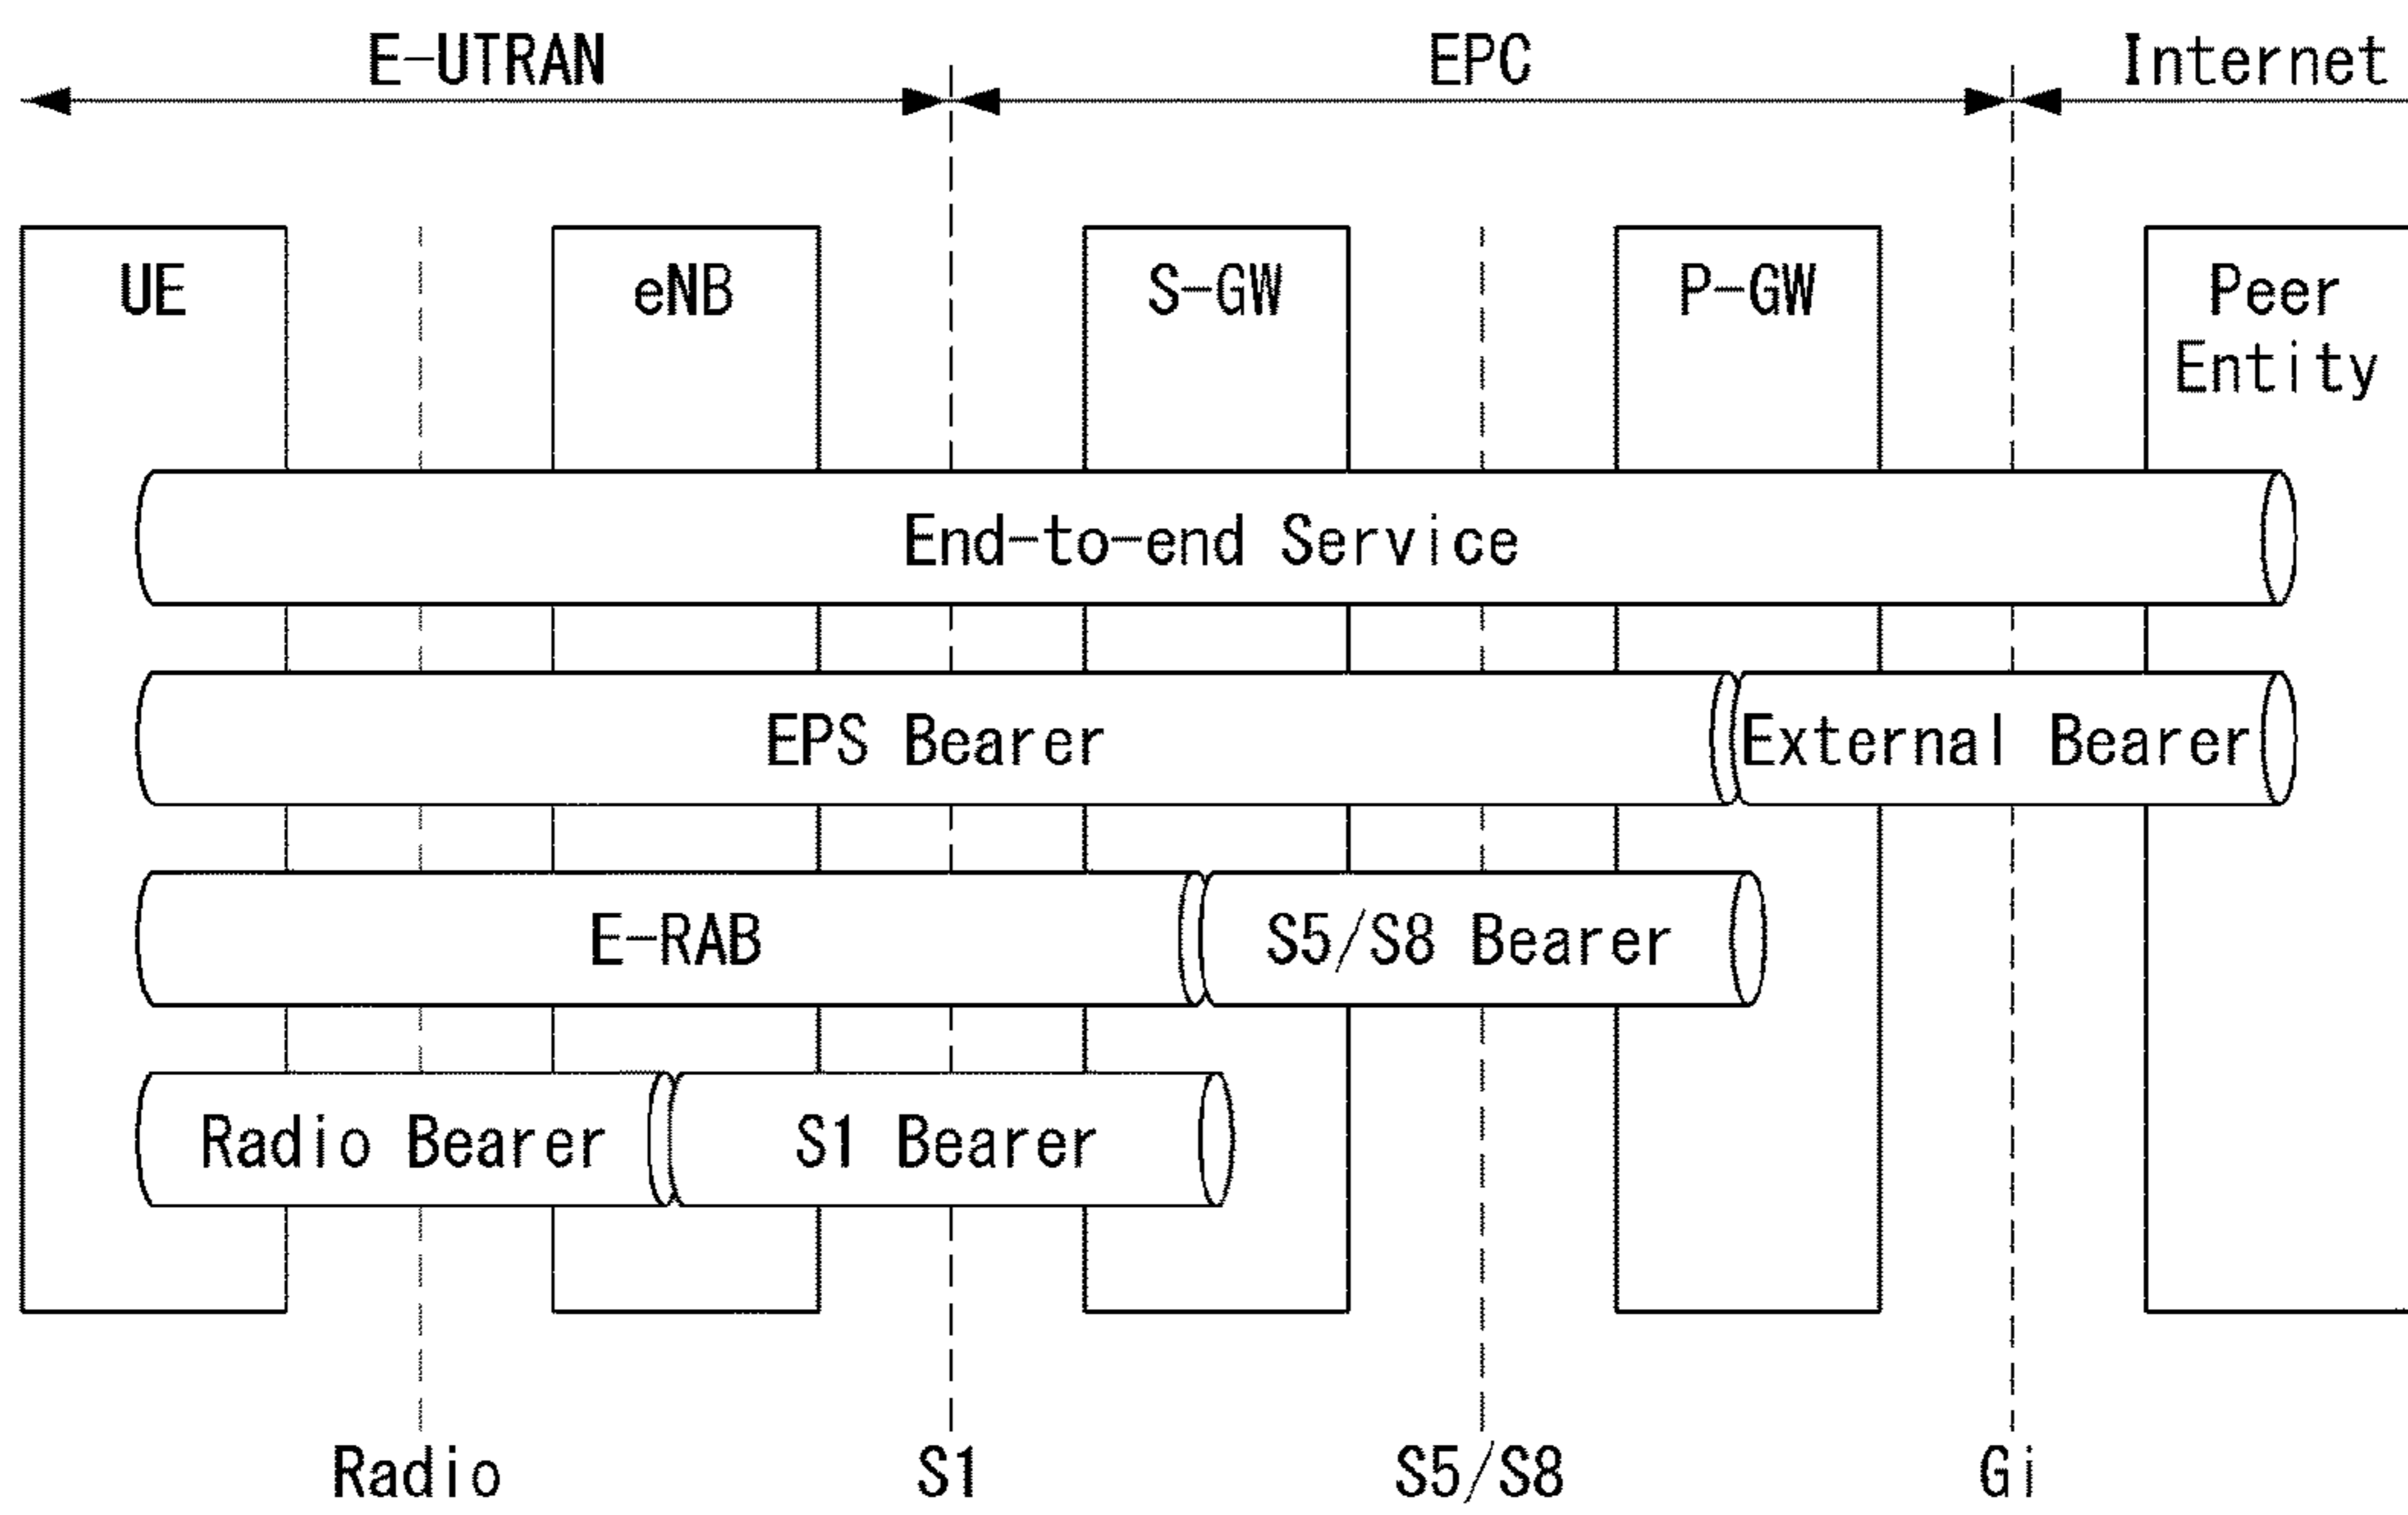 E-UTRAN EPC Internet
UE eNB S-GW P-GW Peer
Entity
End-to-end Service
EPS Bearer External Bearer
E-RAB S5/S8 Bearer
Radio Bearer S1 Bearer
Radio S1 S5/S8 Gi